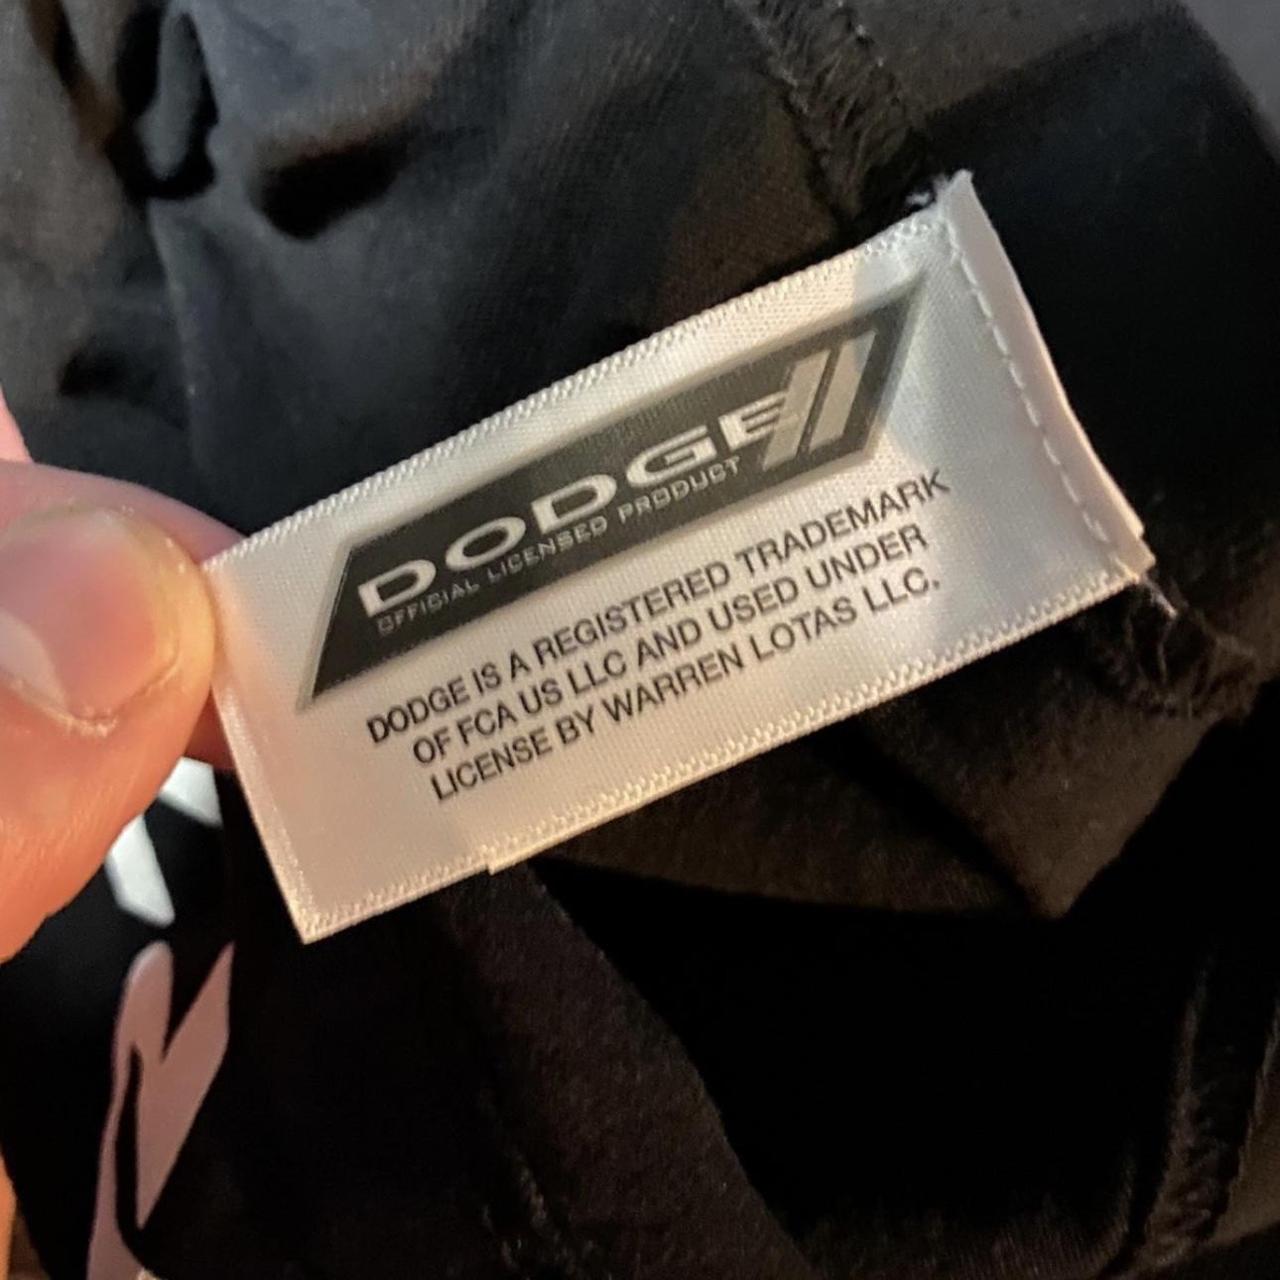 DODGE
OFFICIAL LICENSED PRODUCT
DODGE IS A REGISTERED TRADEMARK
OF FCA US LLC AND USED UNDER
LICENSE BY WARREN LOTAS LLC.